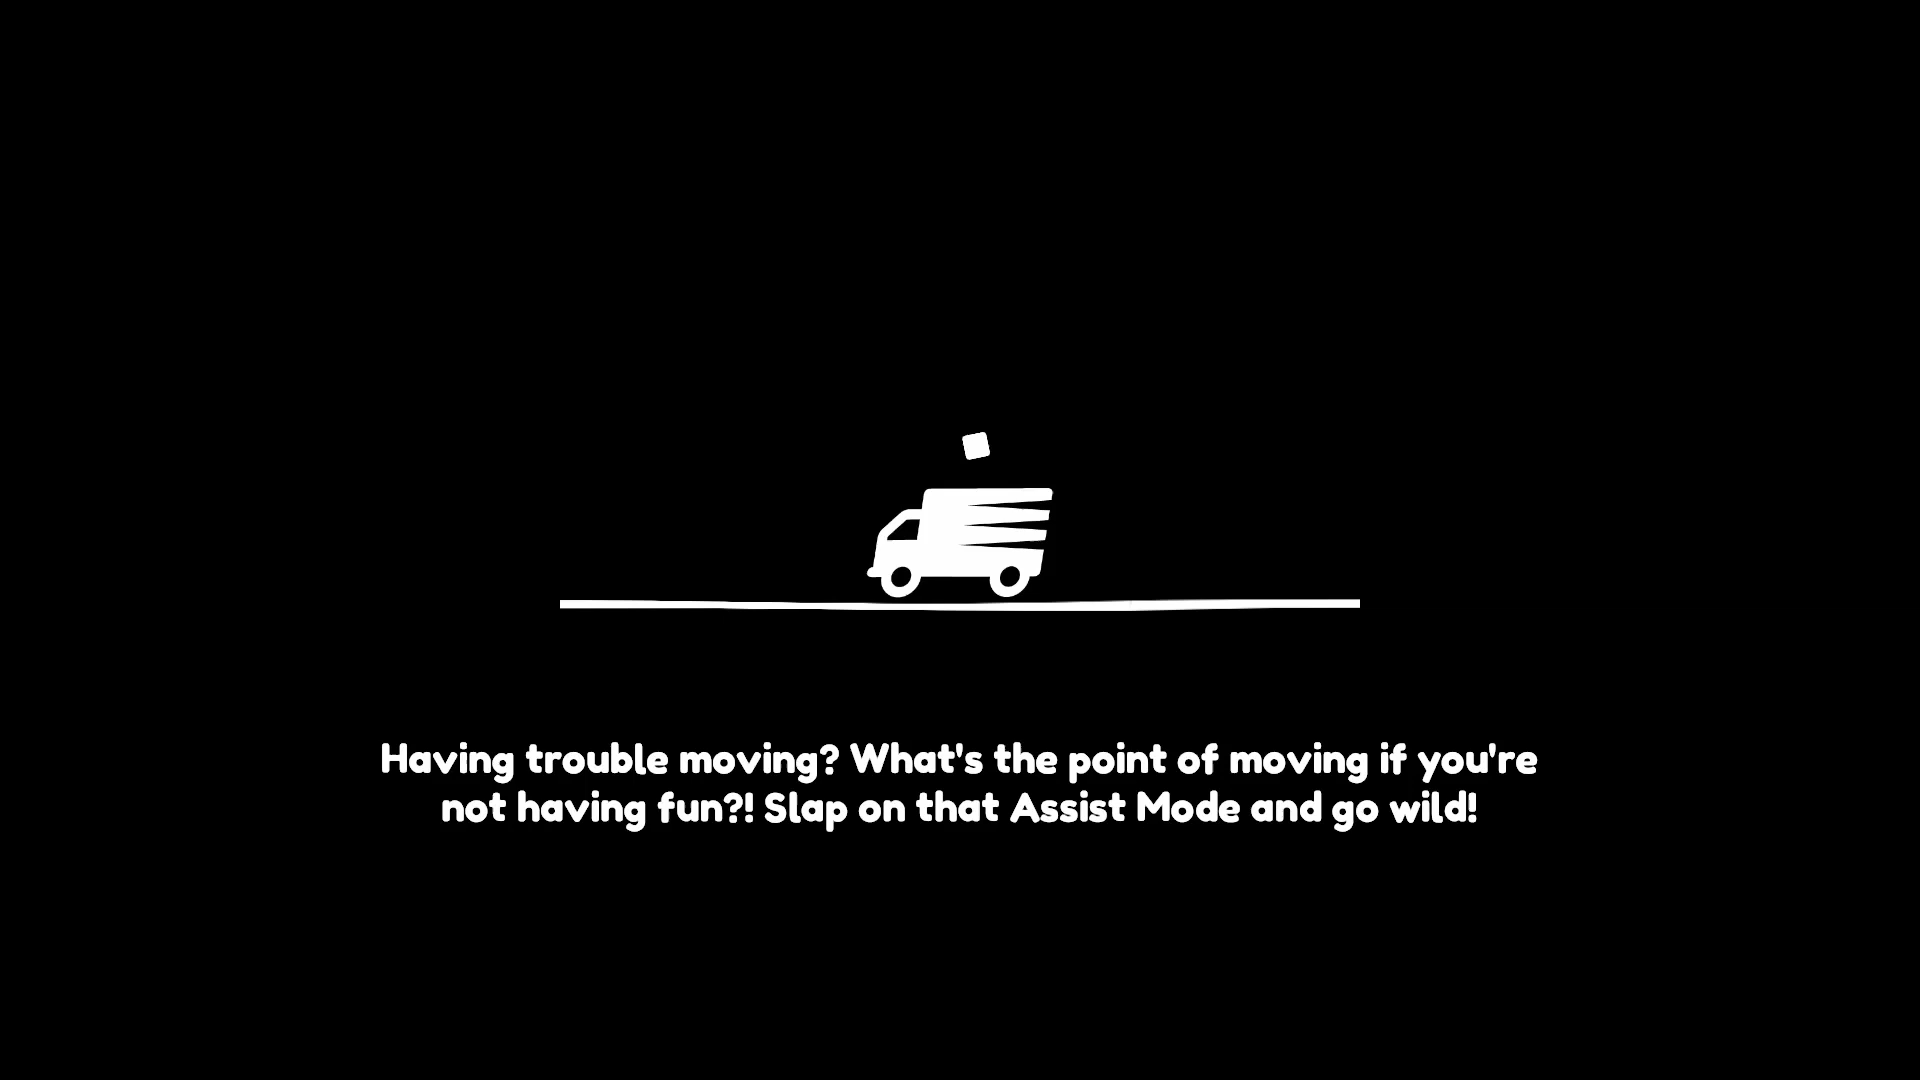 Having trouble moving? What's the point of moving if you're
not having fun?! Slap on that Assist Mode and go wild!